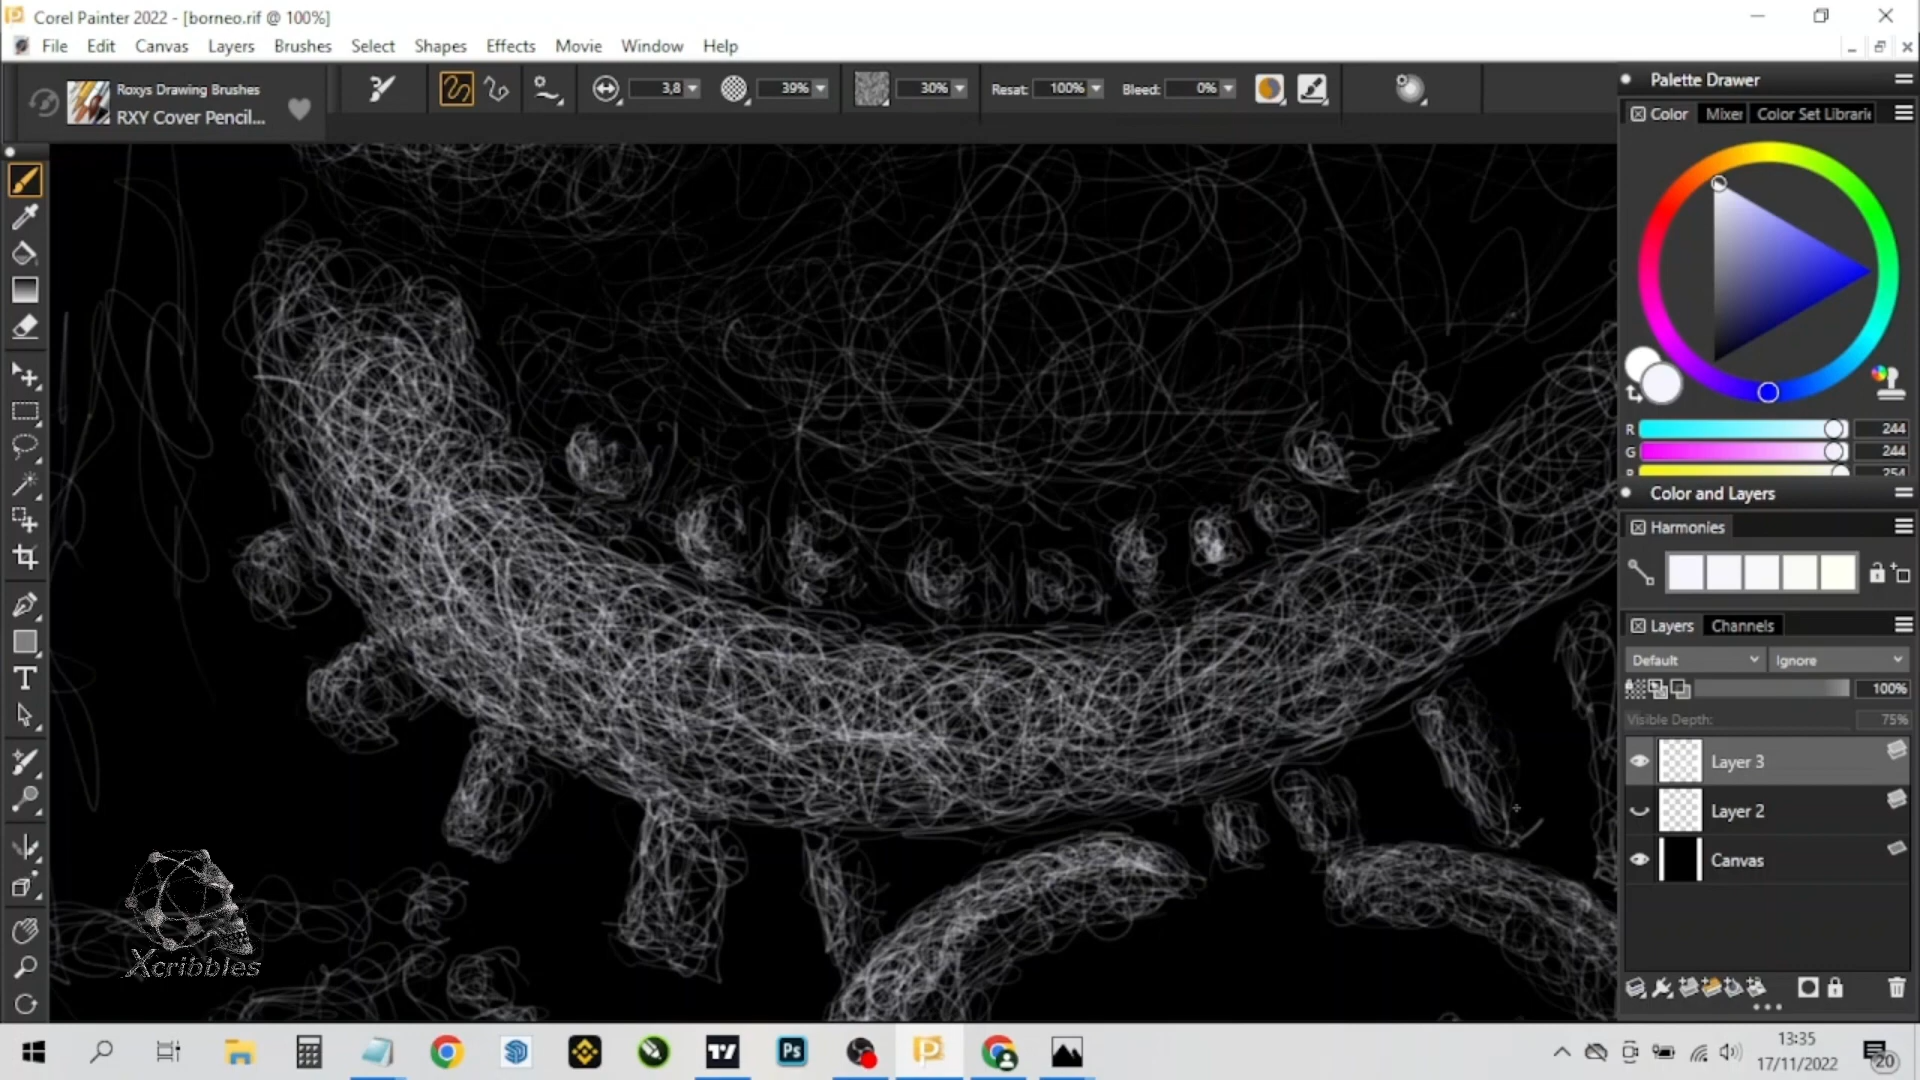 Corel Painter 2022 - [borneo.rif @ 100%]
File Edit Canvas Layers Brushes Select Shapes Effects Movie Window Help
Roxys Drawing Brushes
RXY Cover Pencil...
3,8
39%
30%
Resat: 100%
Bleed: 0%
Palette Drawer
Color Mixer Color Set Librari
R 244
G 244
254
Color and Layers
Harmonies
Layers Channels
Default Ignore
100%
Visible Depth: 75%
Layer 3
Layer 2
Canvas
Xcribbles
Ps
13:35
17/11/2022
20